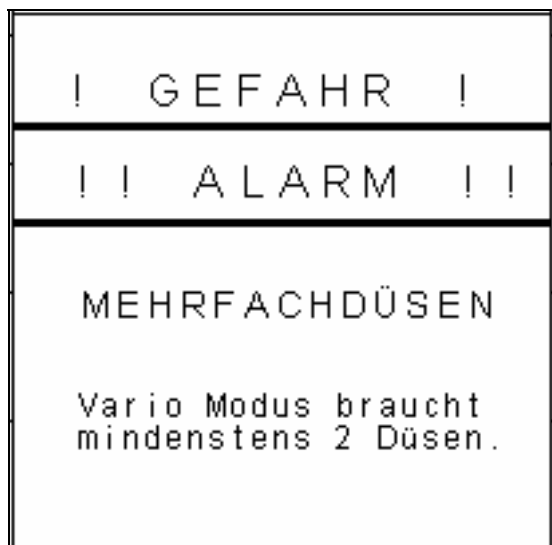 ! GEFAHR !
!! ALARM !!
MEHRFACHDÜSEN
Vario Modus braucht
mindenstens 2 Düsen.